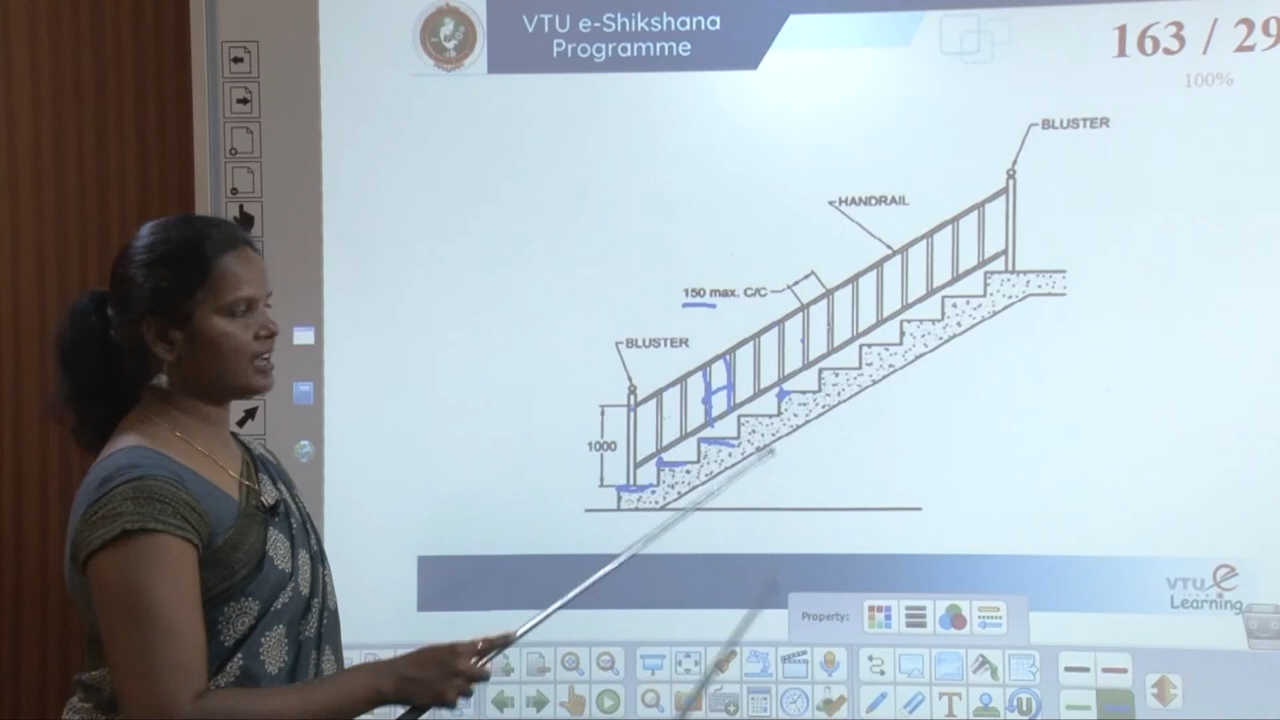 VTU e-Shikshana
Programme
163 / 29
100%
BLUSTER
HANDRAIL
150 max. C/C
BLUSTER
1000
VTU e
Learning
Property: